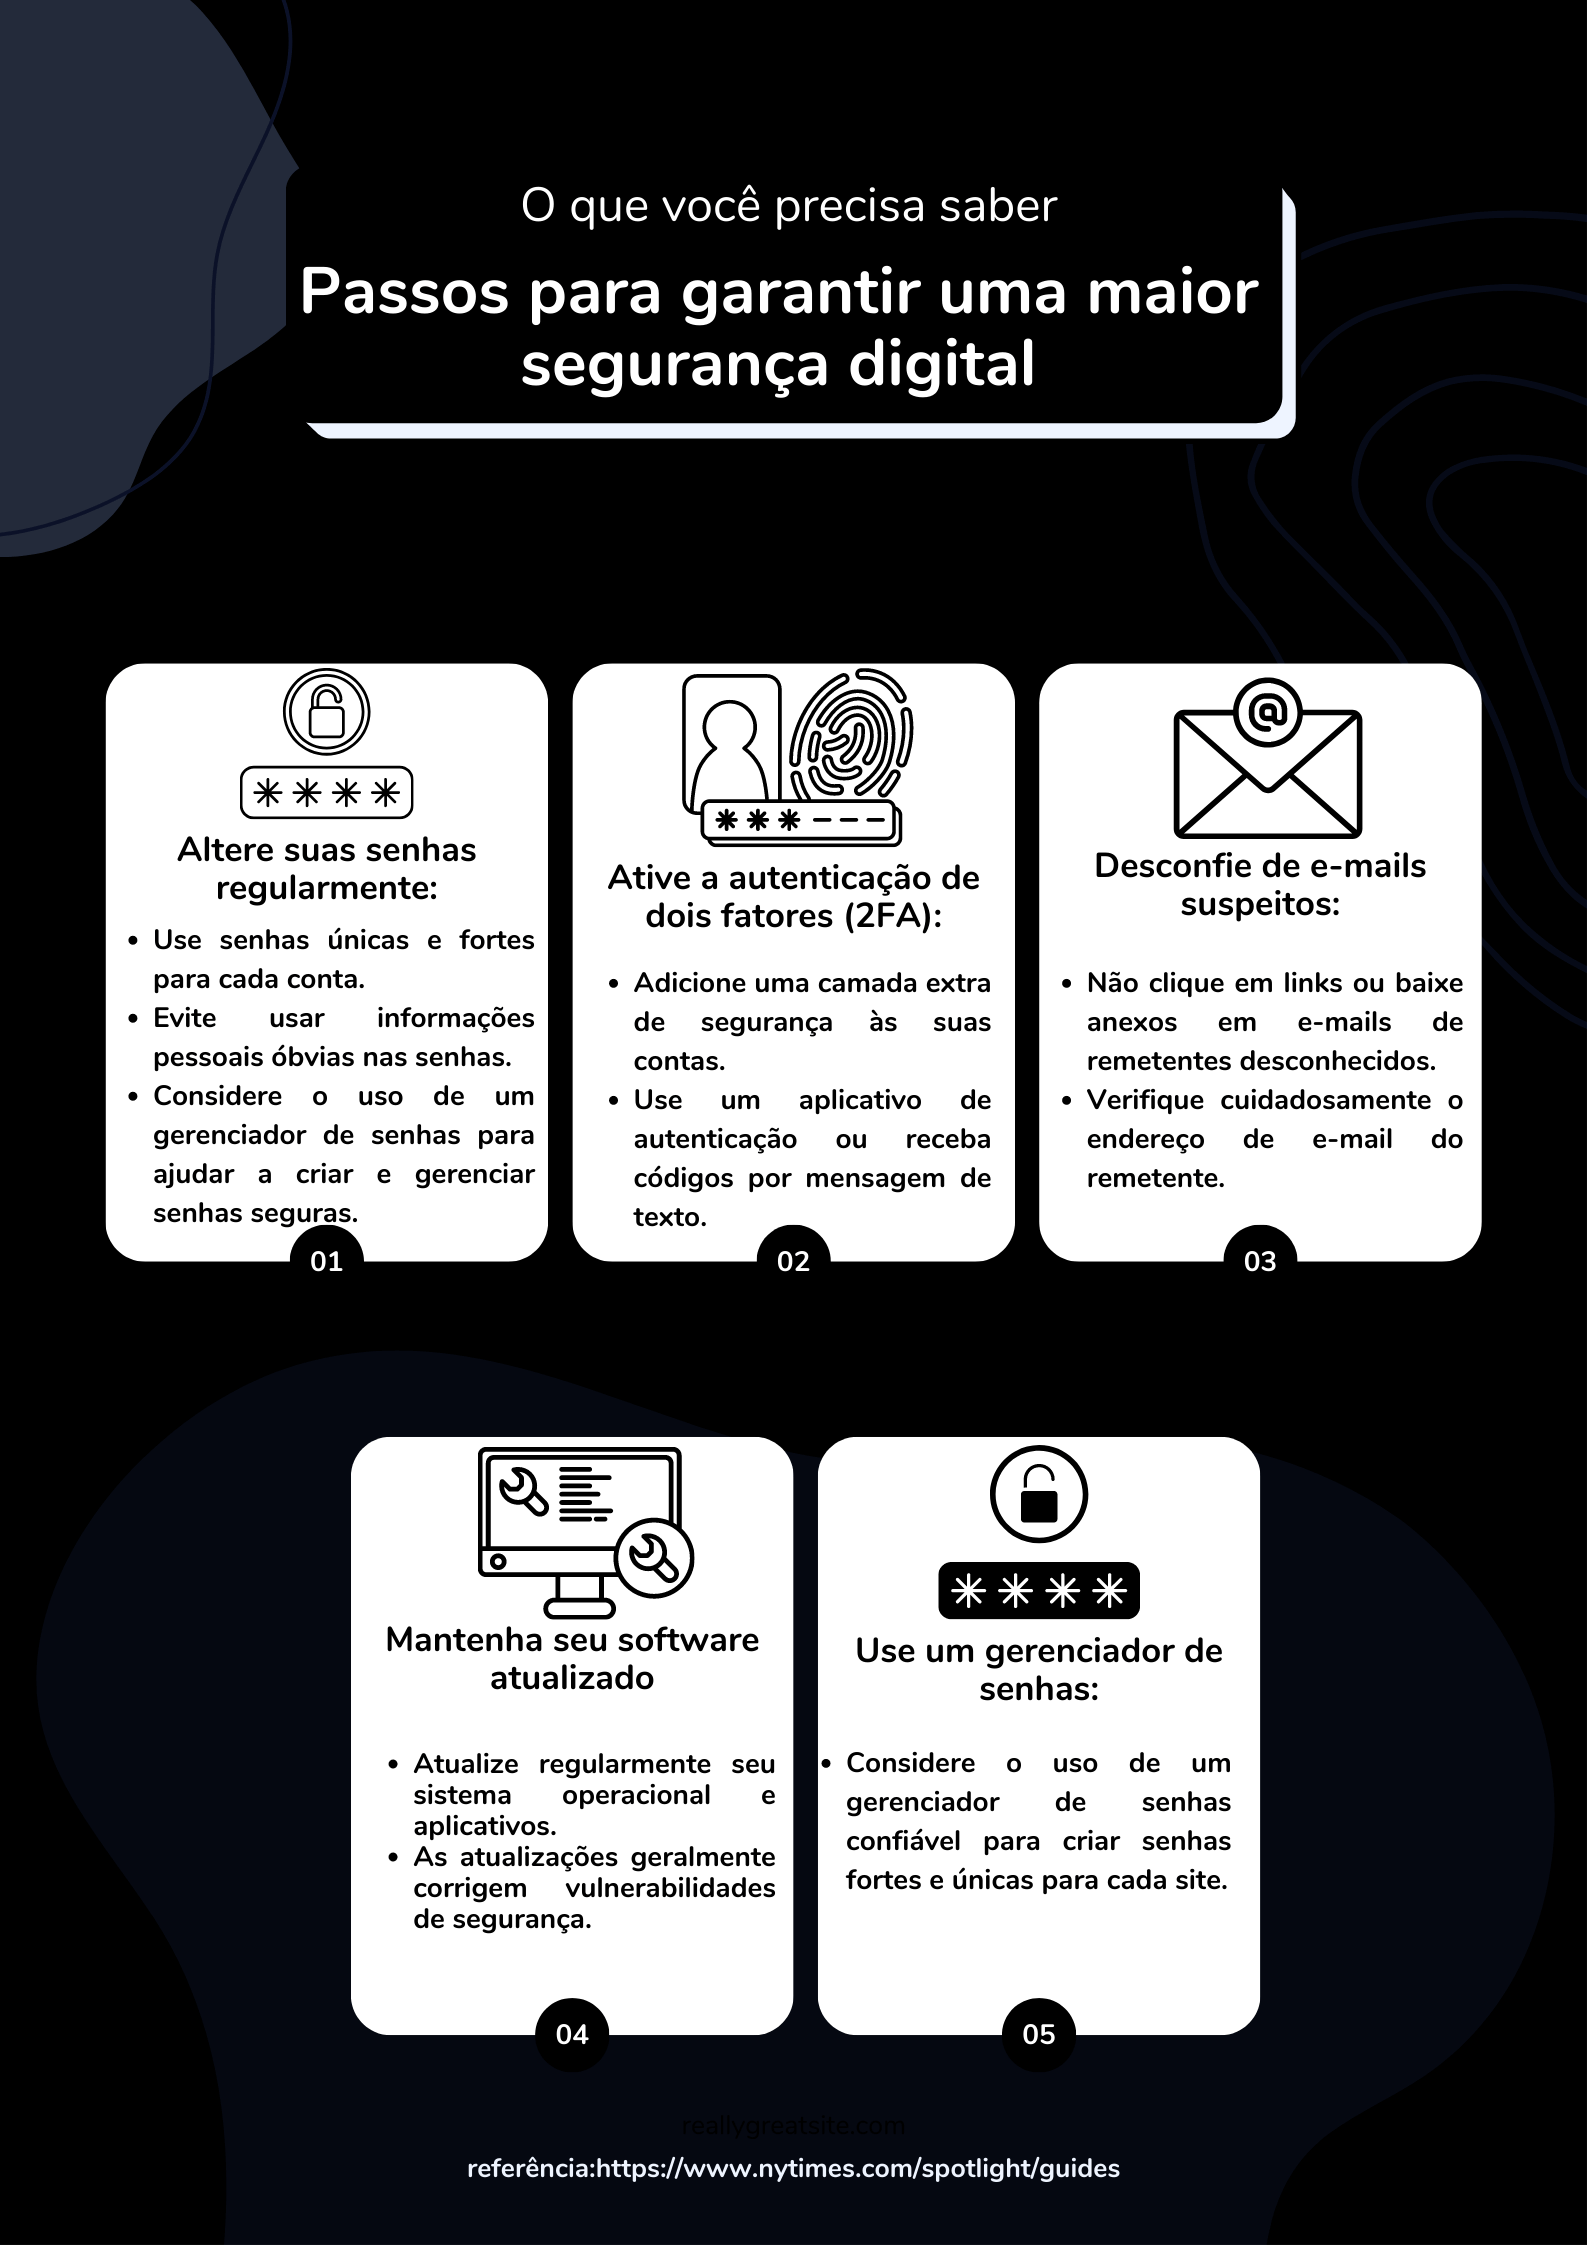 O que você precisa saber
Passos para garantir uma maior
segurança digital
Altere suas senhas
regularmente:
• Use senhas únicas e fortes
para cada conta.
• Evite usar informações
pessoais óbvias nas senhas.
• Considere o uso de um
gerenciador de senhas para
ajudar a criar e gerenciar
senhas seguras.
01
Ative a autenticação de
dois fatores (2FA):
• Adicione uma camada extra
de segurança às suas
contas.
• Use um aplicativo de
autenticação ou receba
códigos por mensagem de
texto.
02
@
Desconfie de e-mails
suspeitos:
• Não clique em links ou baixe
anexos em e-mails de
remetentes desconhecidos.
• Verifique cuidadosamente o
endereço de e-mail do
remetente.
03
Mantenha seu software
atualizado
• Atualize regularmente seu
sistema operacional e
aplicativos.
• As atualizações geralmente
corrigem vulnerabilidades
de segurança.
04
Use um gerenciador de
senhas:
• Considere o uso de um
gerenciador de senhas
confiável para criar senhas
fortes e únicas para cada site.
05
reallygreatsite.com
referência:https://www.nytimes.com/spotlight/guides